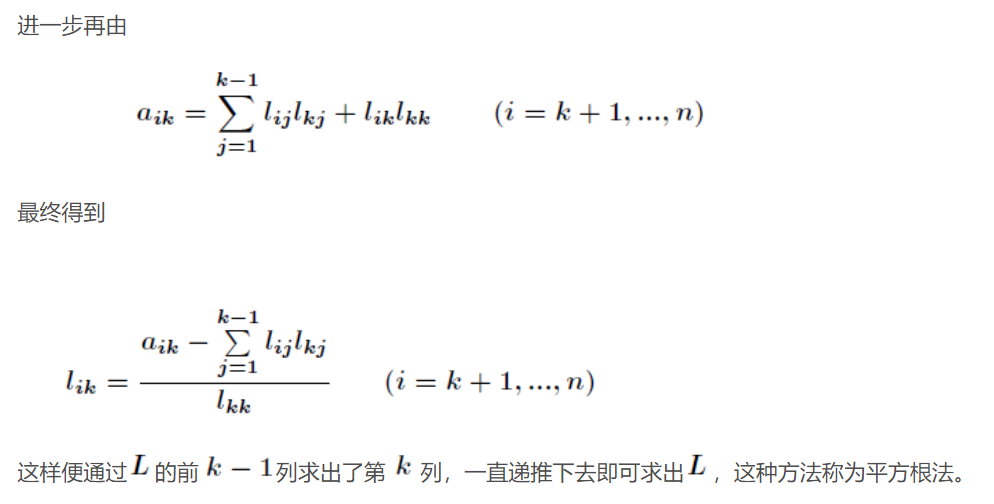 进一步再由
$a_{ik} = \sum_{j=1}^{k-1} l_{ij} l_{kj} + l_{ik} l_{kk} \quad (i = k+1, ..., n)$
最终得到
$l_{ik} = \frac{a_{ik} - \sum_{j=1}^{k-1} l_{ij} l_{kj}}{l_{kk}} \quad (i = k+1, ..., n)$
这样便通过 $L$ 的前 $k-1$ 列求出了第 $k$ 列，一直递推下去即可求出 $L$ ，这种方法称为平方根法。